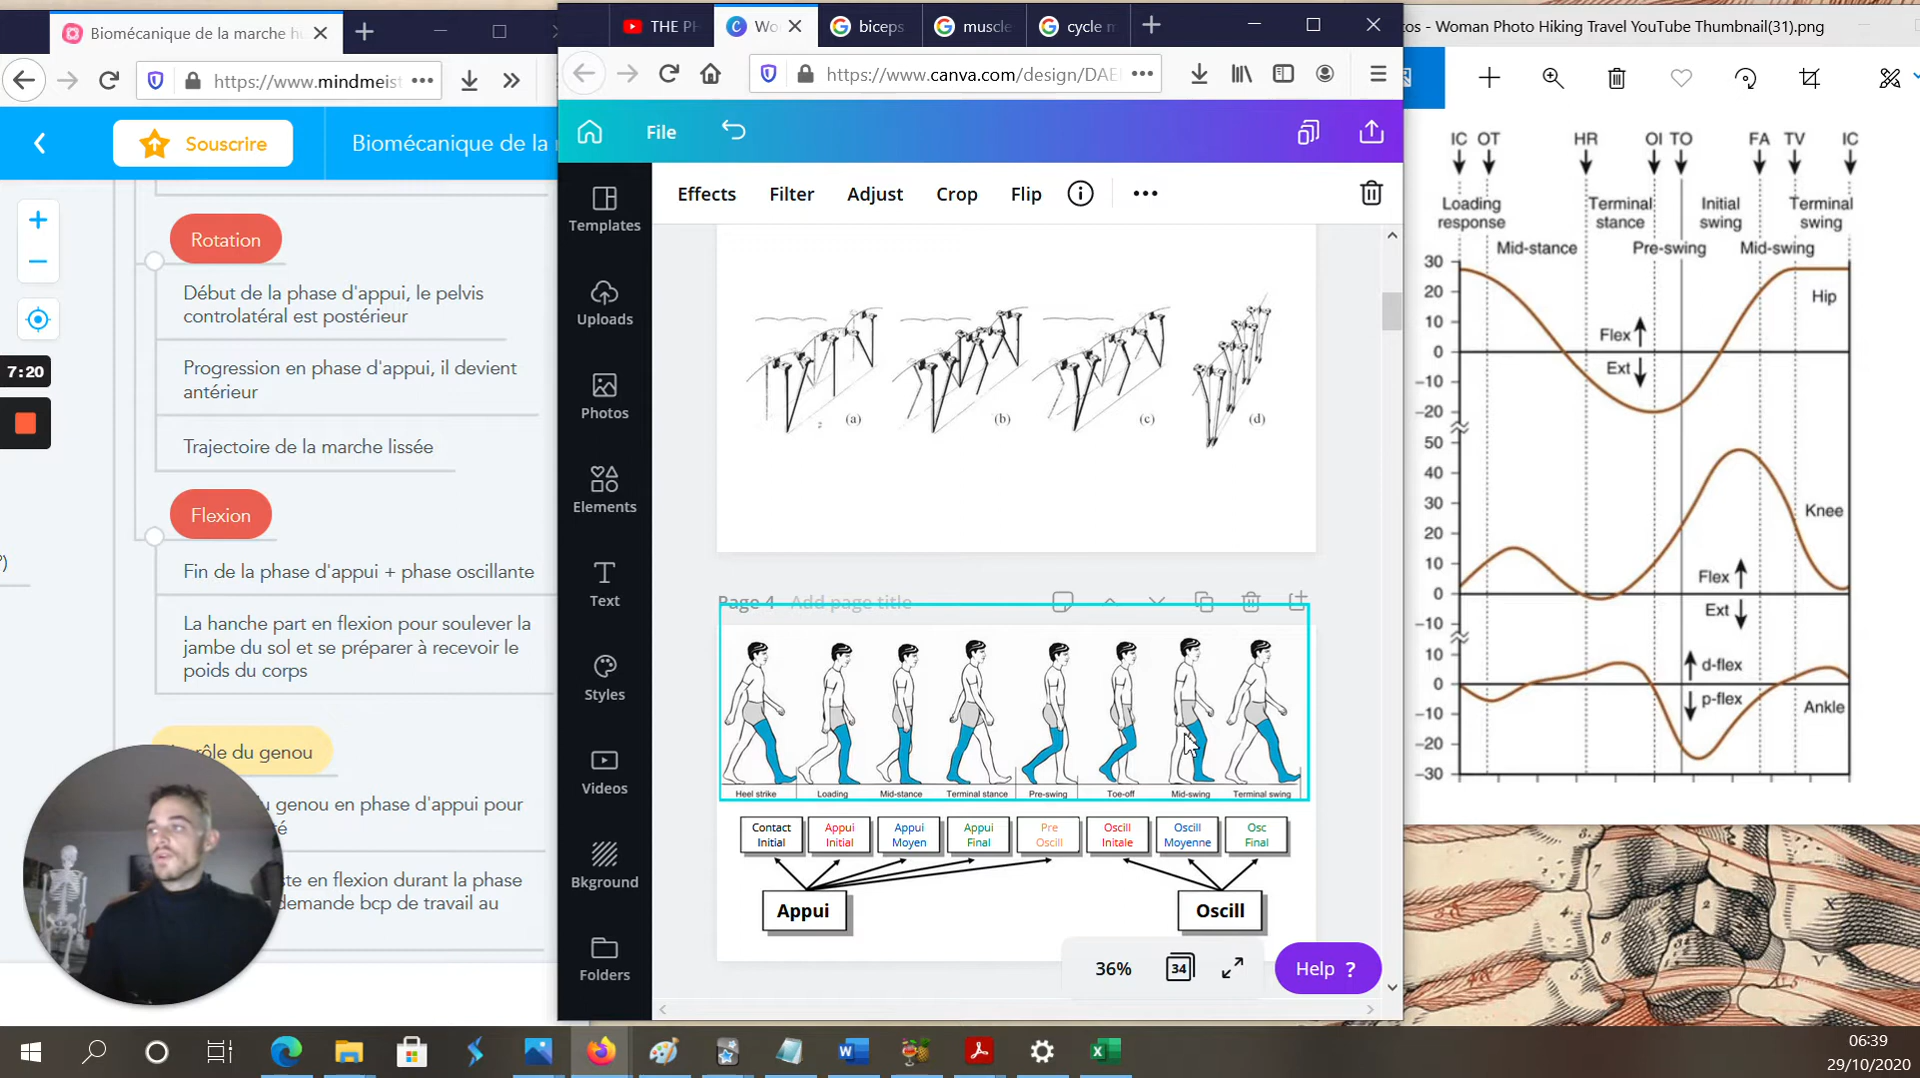 Biomécanique de la marche hu
https://www.mindmeist
Souscrire
Biomécanique de la
Rotation
Début de la phase d'appui, le pelvis
controlatéral est postérieur
Progression en phase d'appui, il devient
antérieur
Trajectoire de la marche lissée
Flexion
Fin de la phase d'appui + phase oscillante
La hanche part en flexion pour soulever la
jambe du sol et se préparer à recevoir le
poids du corps
rôle du genou
du genou en phase d'appui pour
en flexion durant la phase
demande bcp de travail au
7:20
THE
Wo
biceps
muscle
cycle
https://www.canva.com/design/DAE
File
Effects
Filter
Adjust
Crop
Flip
Templates
Uploads
Photos
Elements
Text
Styles
Videos
Bkground
Folders
(a)
(b)
(c)
(d)
Page 4 - Add page title
Heel strike
Loading
Mid-stance
Terminal stance
Pre-swing
Toe-off
Mid-swing
Terminal swing
Contact
Initial
Appui
Initial
Appui
Moyen
Appui
Final
Pre
Oscill
Oscill
Initale
Oscill
Moyenne
Osc
Final
Appui
Oscill
36%
34
Help ?
os - Woman Photo Hiking Travel YouTube Thumbnail(31).png
IC OT HR OI TO FA TV IC
Loading
response
Mid-stance
Terminal
stance
Pre-swing
Initial
swing
Mid-swing
Terminal
swing
30
20
10
0
-10
-20
Hip
Flex
Ext
50
40
30
20
10
0
-10
Knee
Flex
Ext
10
0
-10
-20
-30
d-flex
p-flex
Ankle
06:39
29/10/2020